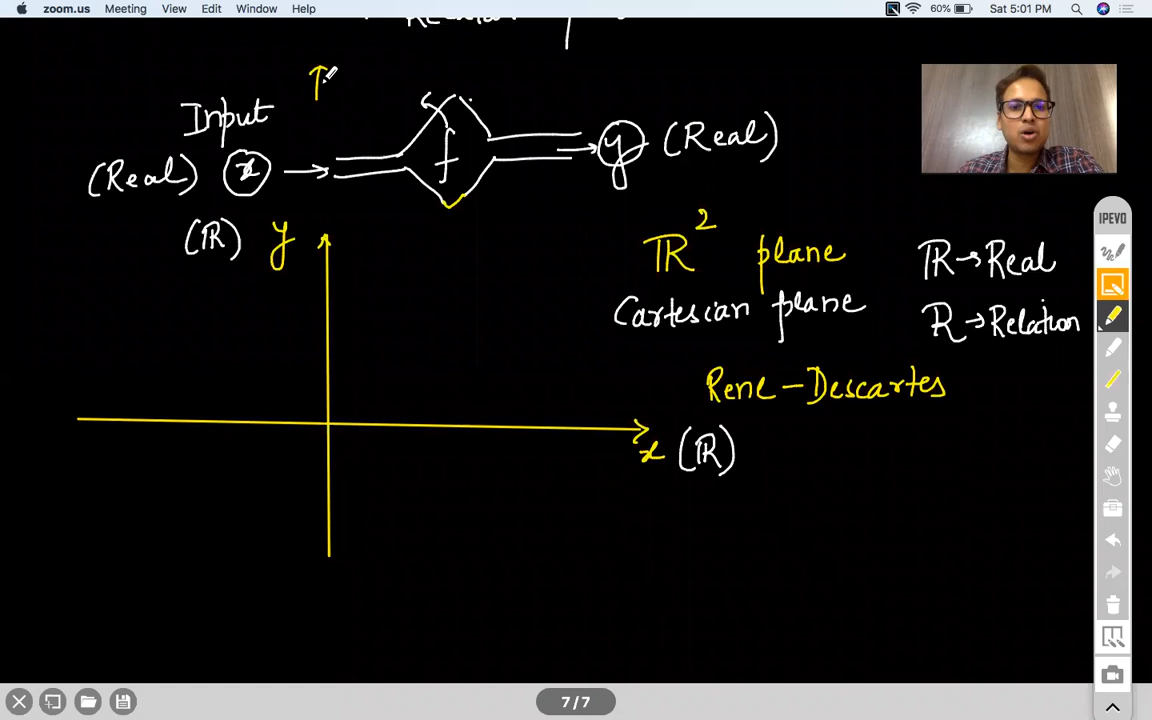 zoom.us Meeting View Edit Window Help 60% Sat 5:01 PM
Input
(Real) x f y (Real)
(ℝ) y
ℝ² plane
Cartesian plane
ℝ → Real
R → Relation
Rene - Descartes
x (ℝ)
IPEVO
7/7